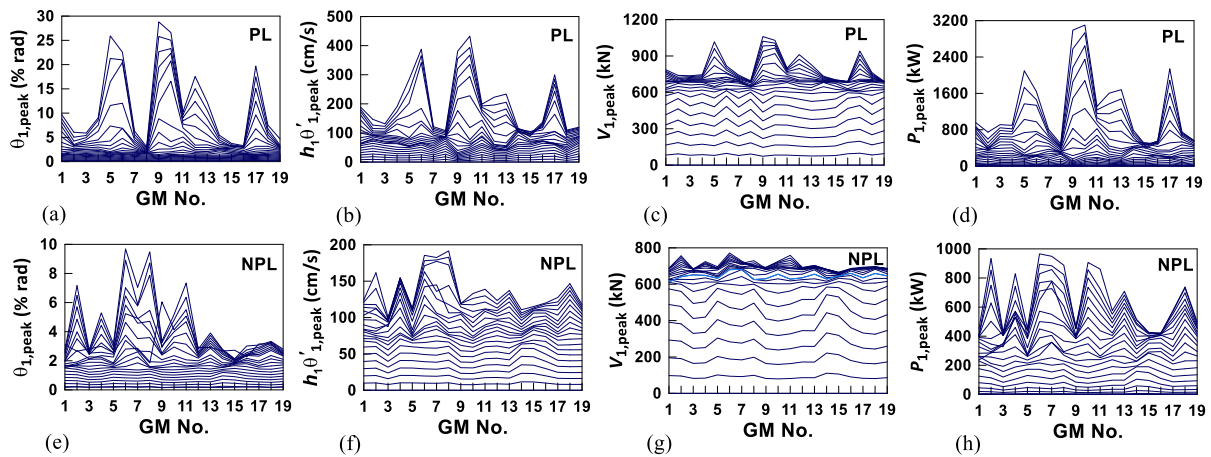 θ1,peak (% rad)
30
25
20
15
10
5
0
PL
1 3 5 7 9 11 13 15 17 19
GM No.
(a)
h1θ′1,peak (cm/s)
500
400
300
200
100
0
PL
1 3 5 7 9 11 13 15 17 19
GM No.
(b)
V1,peak (kN)
1200
900
600
300
0
PL
1 3 5 7 9 11 13 15 17 19
GM No.
(c)
P1,peak (kW)
3200
2400
1600
800
0
PL
1 3 5 7 9 11 13 15 17 19
GM No.
(d)
θ1,peak (% rad)
10
8
6
4
2
0
NPL
1 3 5 7 9 11 13 15 17 19
GM No.
(e)
h1θ′1,peak (cm/s)
200
150
100
50
0
NPL
1 3 5 7 9 11 13 15 17 19
GM No.
(f)
V1,peak (kN)
800
600
400
200
0
NPL
1 3 5 7 9 11 13 15 17 19
GM No.
(g)
P1,peak (kW)
1000
800
600
400
200
0
NPL
1 3 5 7 9 11 13 15 17 19
GM No.
(h)